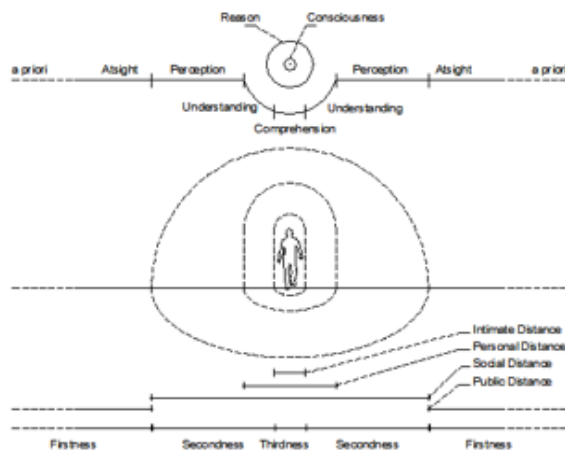 Reason Consciousness
a priori Atsight Perception Perception Atsight a priori
Understanding Understanding
Comprehension
Intimate Distance
Personal Distance
Social Distance
Public Distance
Firstness Secondness Thirdness Secondness Firstness